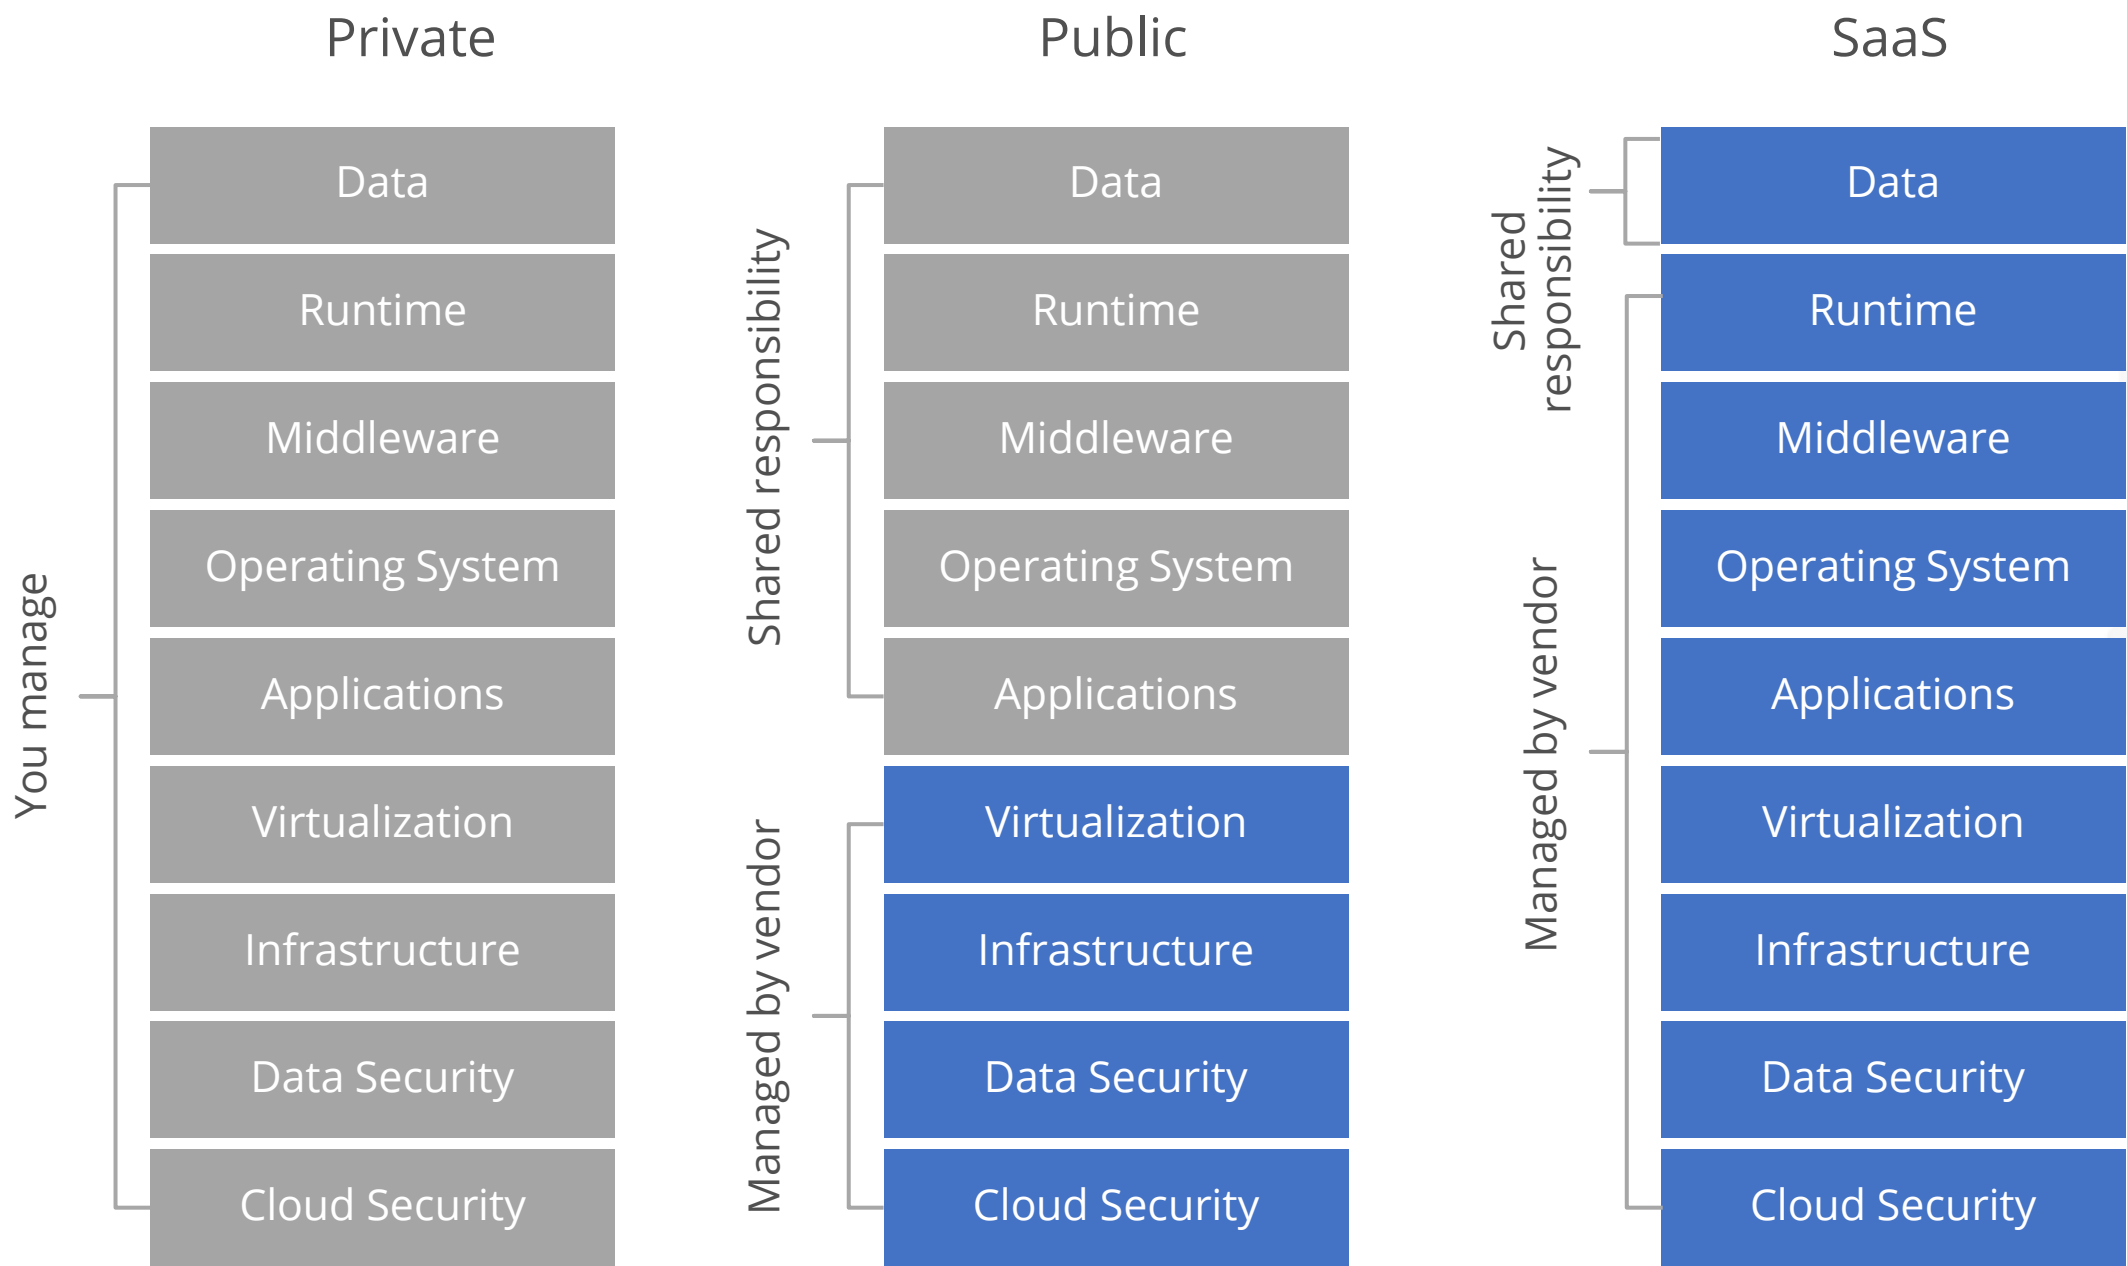 Private
You manage
Data
Runtime
Middleware
Operating System
Applications
Virtualization
Infrastructure
Data Security
Cloud Security
Public
Shared responsibility
Managed by vendor
Data
Runtime
Middleware
Operating System
Applications
Virtualization
Infrastructure
Data Security
Cloud Security
SaaS
Shared
responsibility
Managed by vendor
Data
Runtime
Middleware
Operating System
Applications
Virtualization
Infrastructure
Data Security
Cloud Security